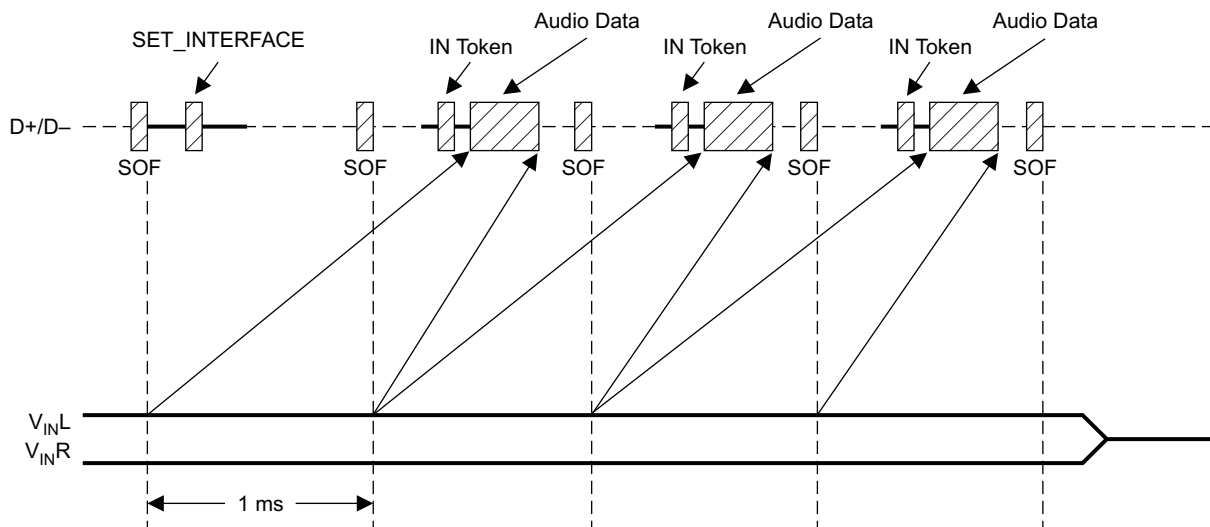 Audio Data Audio Data Audio Data
SET_INTERFACE IN Token IN Token IN Token
D+/D–
SOF SOF SOF SOF SOF
VINL
VINR
1 ms